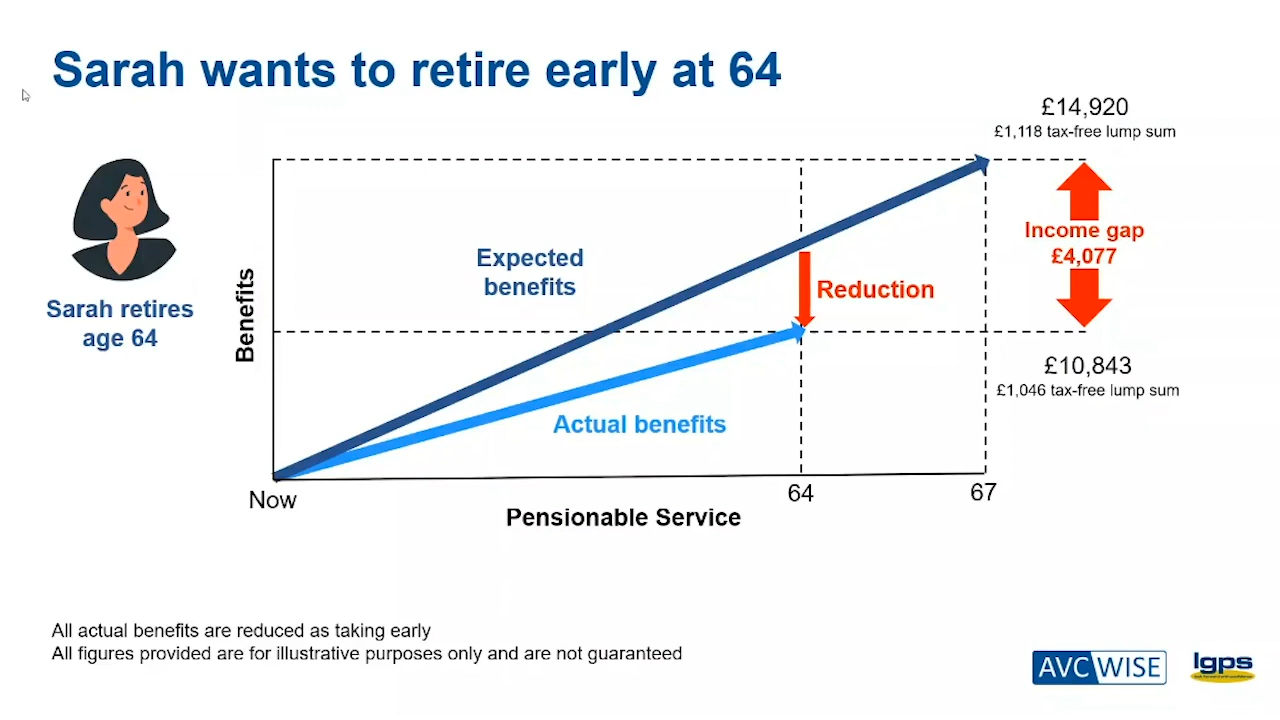 Sarah wants to retire early at 64
£14,920
£1,118 tax-free lump sum
Income gap
£4,077
Expected
benefits
Reduction
Sarah retires
age 64
Benefits
£10,843
£1,046 tax-free lump sum
Actual benefits
Now
64
67
Pensionable Service
All actual benefits are reduced as taking early
All figures provided are for illustrative purposes only and are not guaranteed
AVC WISE
lgps